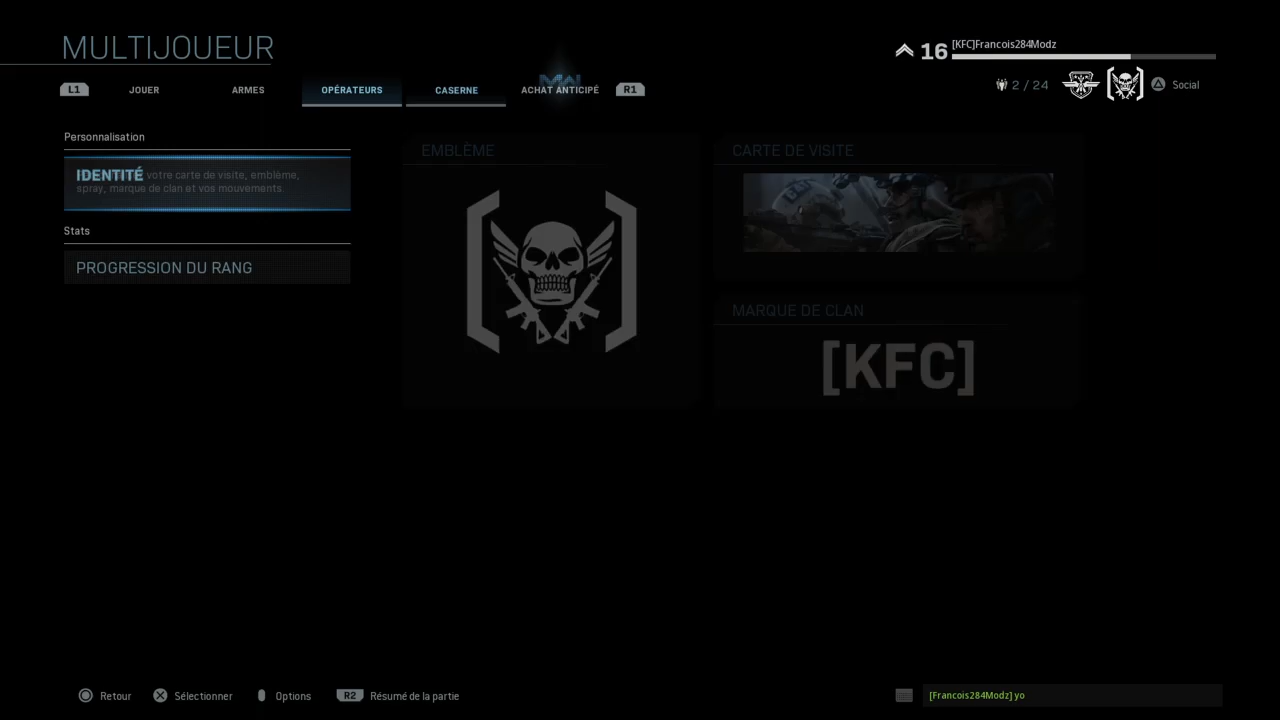 MULTIJOUEUR
16 [KFC]Francois284Modz
L1 JOUER ARMES OPÉRATEURS CASERNE ACHAT ANTICIPÉ R1
2 / 24 Social
Personnalisation
IDENTITÉ votre carte de visite, emblème,
spray, marque de clan et vos mouvements.
Stats
PROGRESSION DU RANG
EMBLÈME
CARTE DE VISITE
MARQUE DE CLAN
[KFC]
Retour Sélectionner Options R2 Résumé de la partie
[Francois284Modz] yo